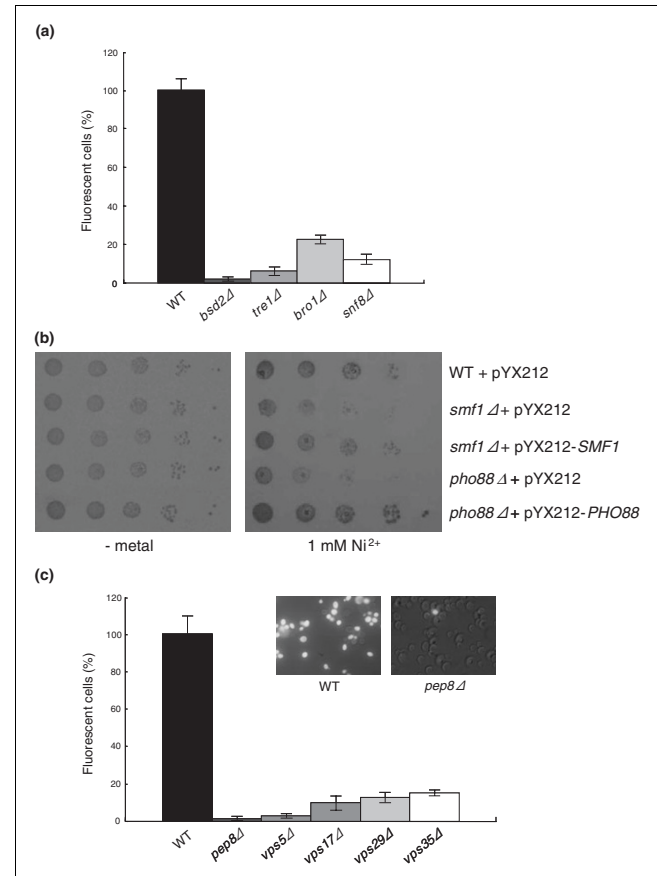 (a)
Fluorescent cells (%)
120
100
80
60
40
20
0
WT
bsd2Δ
tre1Δ
bro1Δ
snf8Δ
(b)
WT + pYX212
smf1Δ + pYX212
smf1Δ + pYX212-SMF1
pho88Δ + pYX212
pho88Δ + pYX212-PHO88
- metal
1 mM Ni²⁺
(c)
Fluorescent cells (%)
120
100
80
60
40
20
0
WT
pep8Δ
WT
pep8Δ
vps5Δ
vps17Δ
vps29Δ
vps35Δ